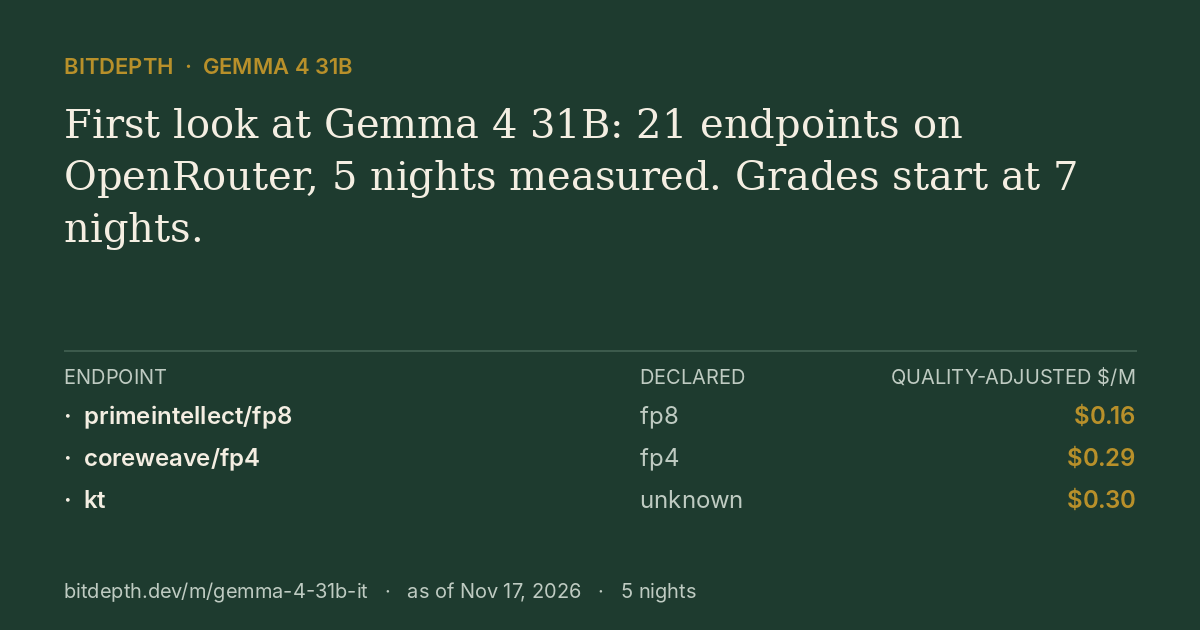 BITDEPTH · GEMMA 4 31B
First look at Gemma 4 31B: 21 endpoints on
OpenRouter, 5 nights measured. Grades start at 7
nights.
ENDPOINT DECLARED QUALITY-ADJUSTED $/M
· primeintellect/fp8 fp8 $0.16
· coreweave/fp4 fp4 $0.29
· kt unknown $0.30
bitdepth.dev/m/gemma-4-31b-it · as of Nov 17, 2026 · 5 nights